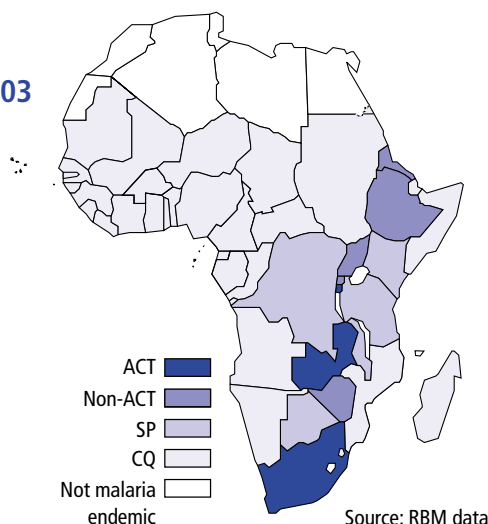 03
ACT
Non-ACT
SP
CQ
Not malaria
endemic
Source: RBM data